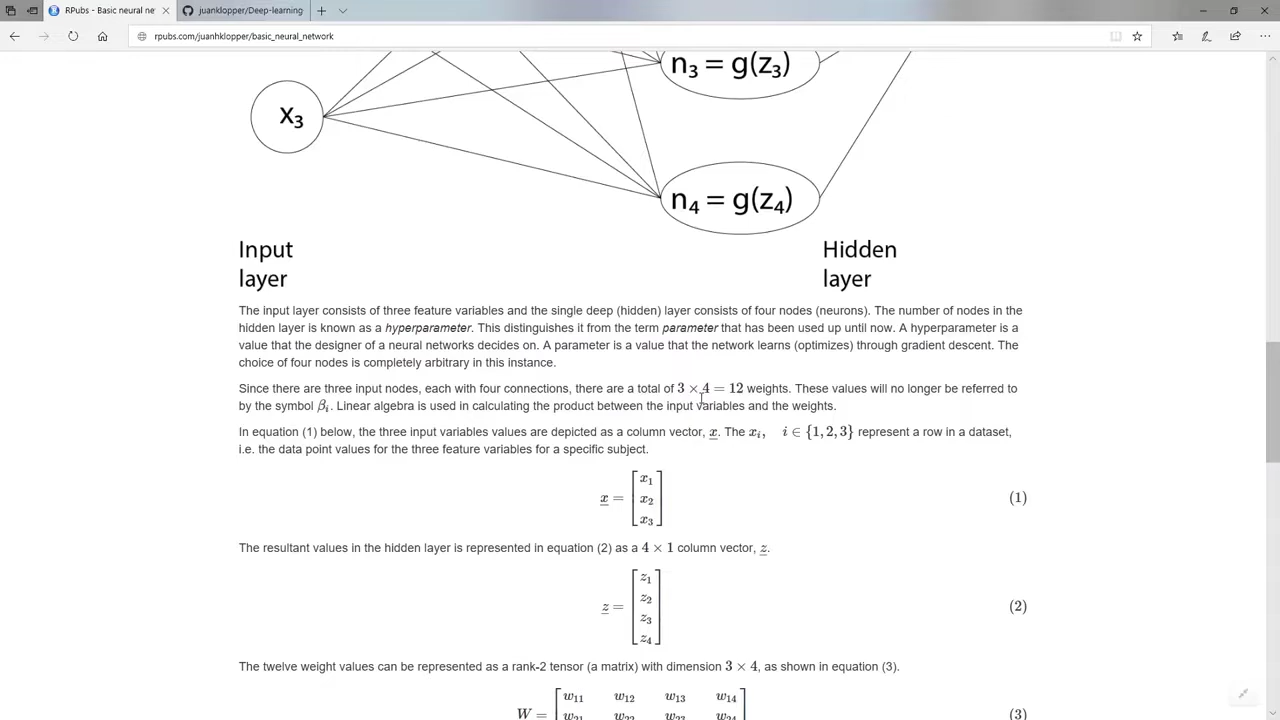 RPubs - Basic neural ne
juanklopper/Deep-learning
rpubs.com/juanhklopper/basic_neural_network
n₃ = g(z₃)
x₃
n₄ = g(z₄)
Input
layer
Hidden
layer
The input layer consists of three feature variables and the single deep (hidden) layer consists of four nodes (neurons). The number of nodes in the
hidden layer is known as a hyperparameter. This distinguishes it from the term parameter that has been used up until now. A hyperparameter is a
value that the designer of a neural networks decides on. A parameter is a value that the network learns (optimizes) through gradient descent. The
choice of four nodes is completely arbitrary in this instance.
Since there are three input nodes, each with four connections, there are a total of 3 × 4 = 12 weights. These values will no longer be referred to
by the symbol βᵢ. Linear algebra is used in calculating the product between the input variables and the weights.
In equation (1) below, the three input variables values are depicted as a column vector, x. The xᵢ, i ∈ {1, 2, 3} represent a row in a dataset,
i.e. the data point values for the three feature variables for a specific subject.
x₁
x = x₂ (1)
x₃
The resultant values in the hidden layer is represented in equation (2) as a 4 × 1 column vector, z.
z₁
z₂
z = (2)
z₃
z₄
The twelve weight values can be represented as a rank-2 tensor (a matrix) with dimension 3 × 4, as shown in equation (3).
w₁₁ w₁₂ w₁₃ w₁₄
W = w₂₁ w₂₂ w₂₃ w₂₄ (3)